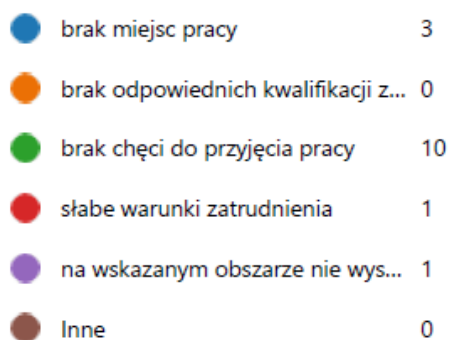 brak miejsc pracy 3
brak odpowiednich kwalifikacji z... 0
brak chęci do przyjęcia pracy 10
słabe warunki zatrudnienia 1
na wskazanym obszarze nie wys... 1
Inne 0